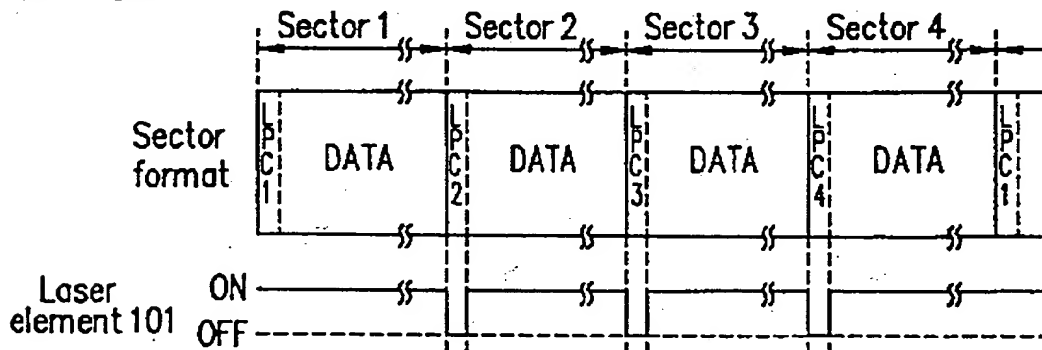 Sector 1 Sector 2 Sector 3 Sector 4
Sector format
LPC1 DATA LPC2 DATA LPC3 DATA LPC4 DATA LPC1
Laser element 101
ON
OFF